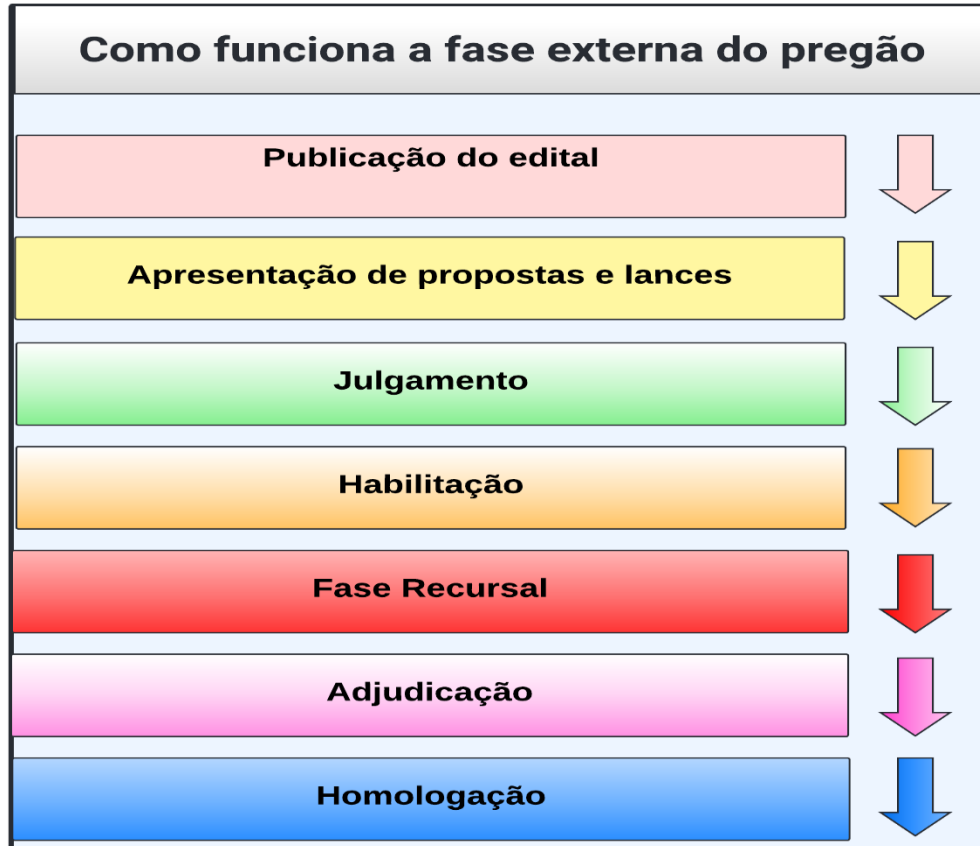 Como funciona a fase externa do pregão
Publicação do edital
Apresentação de propostas e lances
Julgamento
Habilitação
Fase Recursal
Adjudicação
Homologação